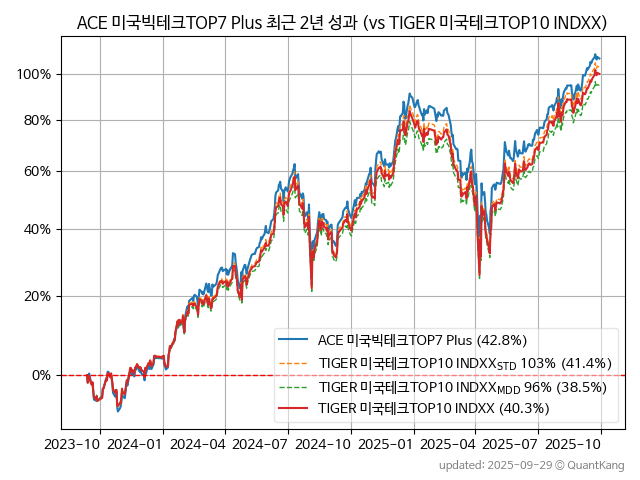 ACE 미국빅테크TOP7 Plus 최근 2년 성과 (vs TIGER 미국테크TOP10 INDXX)
100%
80%
60%
40%
20%
0%
ACE 미국빅테크TOP7 Plus (42.8%)
TIGER 미국테크TOP10 INDXX_STD 103% (41.4%)
TIGER 미국테크TOP10 INDXX_MDD 96% (38.5%)
TIGER 미국테크TOP10 INDXX (40.3%)
2023-10 2024-01 2024-04 2024-07 2024-10 2025-01 2025-04 2025-07 2025-10
updated: 2025-09-29 © QuantKang